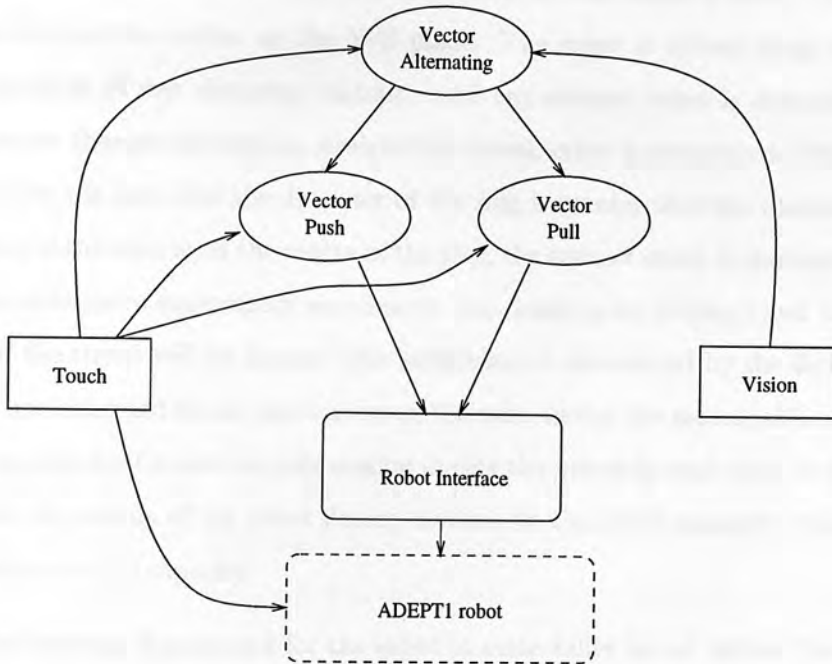 Vector
Alternating
Vector
Push
Vector
Pull
Touch
Vision
Robot Interface
ADEPT1 robot